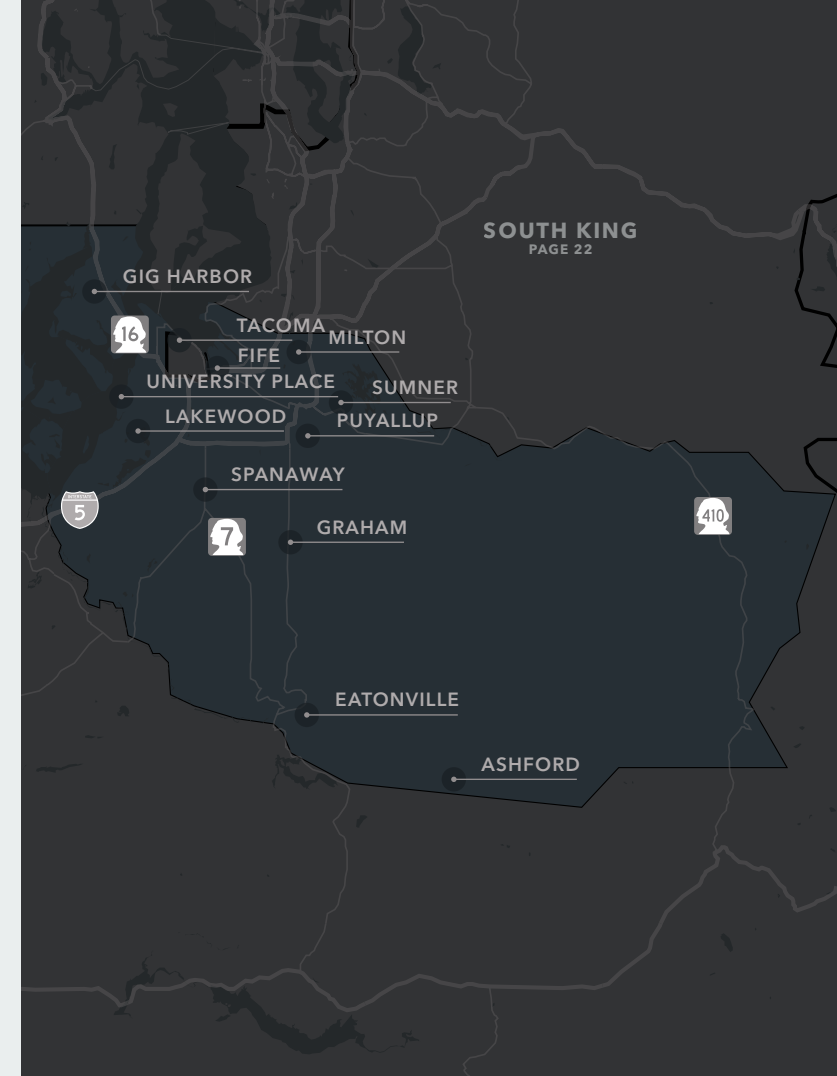 SOUTH KING
PAGE 22
GIG HARBOR
16
TACOMA
MILTON
FIFE
UNIVERSITY PLACE
SUMNER
LAKEWOOD
PUYALLUP
SPANAWAY
INTERSTATE
5
410
7
GRAHAM
EATONVILLE
ASHFORD